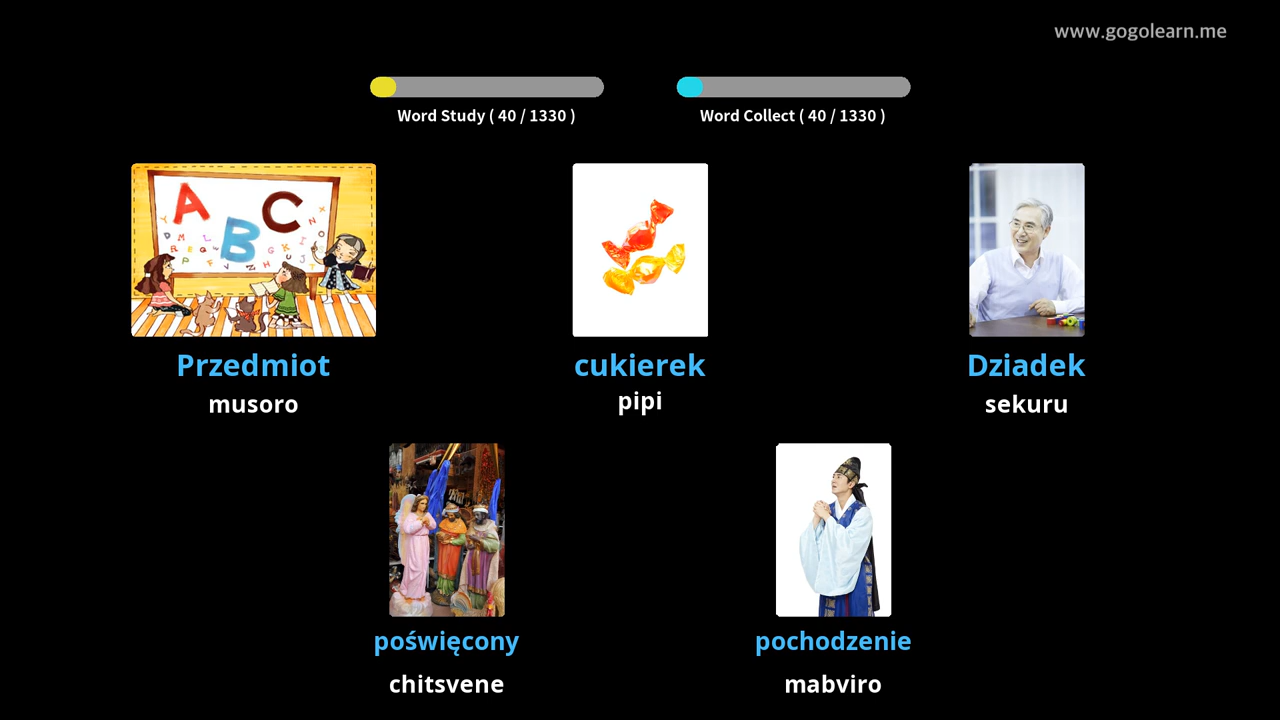 www.gogolearn.me
Word Study ( 40 / 1330 )
Word Collect ( 40 / 1330 )
A
B
C
Przedmiot
musoro
cukierek
pipi
Dziadek
sekuru
poświęcony
chitsvene
pochodzenie
mabviro